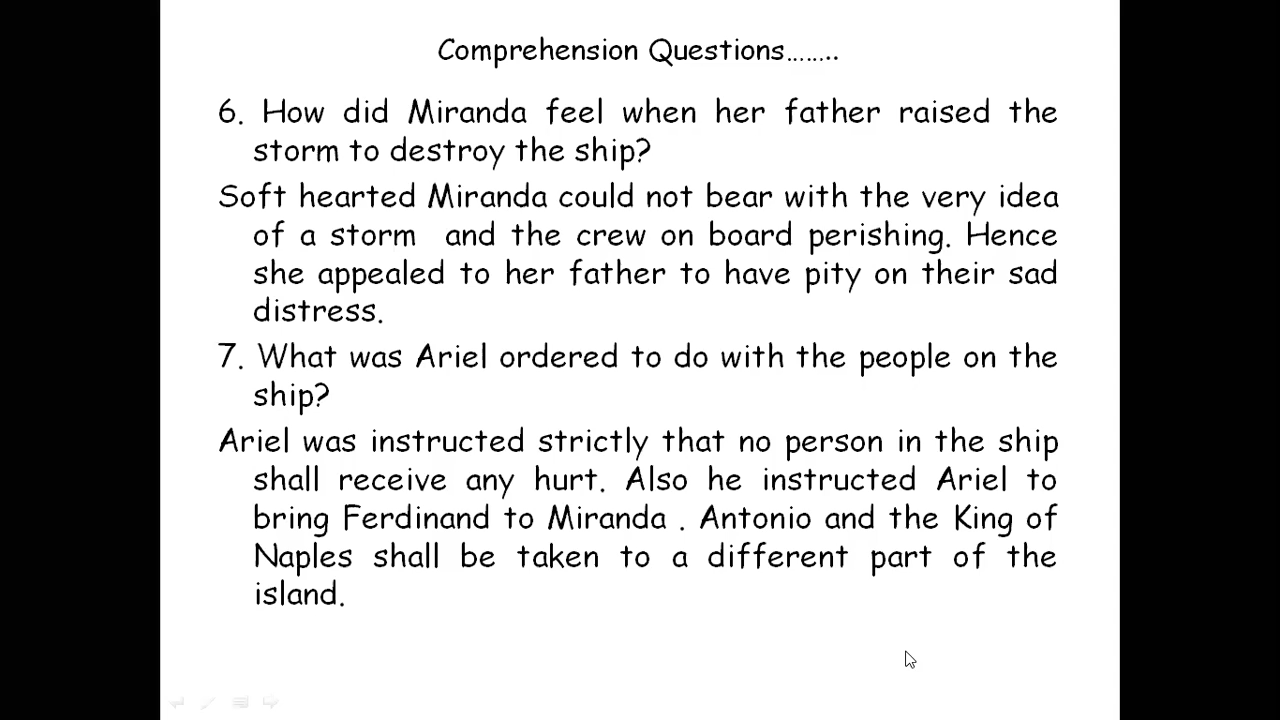 Comprehension Questions........
6. How did Miranda feel when her father raised the
storm to destroy the ship?
Soft hearted Miranda could not bear with the very idea
of a storm and the crew on board perishing. Hence
she appealed to her father to have pity on their sad
distress.
7. What was Ariel ordered to do with the people on the
ship?
Ariel was instructed strictly that no person in the ship
shall receive any hurt. Also he instructed Ariel to
bring Ferdinand to Miranda . Antonio and the King of
Naples shall be taken to a different part of the
island.